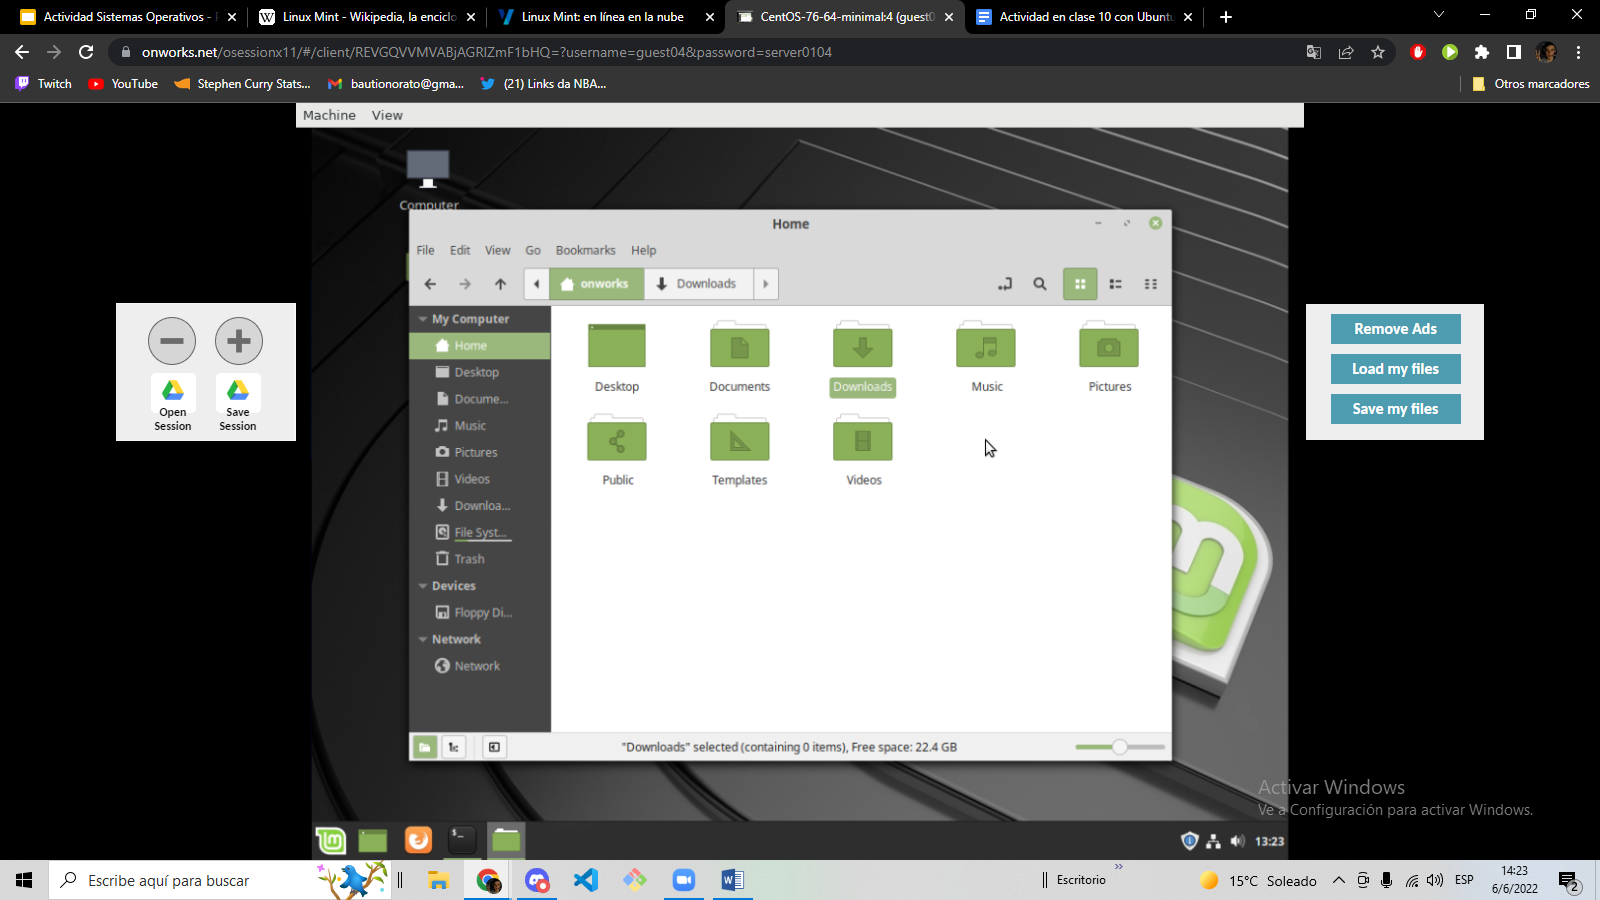 Actividad Sistemas Operativos -
Linux Mint - Wikipedia, la enciclo
Linux Mint: en línea en la nube
CentOS-76-64-minimal:4 (guest0
Actividad en clase 10 con Ubuntu
onworks.net/osessionx11/#/client/REVGQVVMVABjAGRlZmF1bHQ=?username=guest04&password=server0104
Twitch
YouTube
Stephen Curry Stats...
bautionorato@gma...
(21) Links da NBA...
Otros marcadores
Machine View
Computer
Home
File Edit View Go Bookmarks Help
onworks
Downloads
My Computer
Home
Desktop
Docume...
Music
Pictures
Videos
Downloa...
File Syst...
Trash
Devices
Floppy Di...
Network
Network
Desktop
Documents
Downloads
Music
Pictures
Public
Templates
Videos
"Downloads" selected (containing 0 items), Free space: 22.4 GB
Open
Session
Save
Session
Remove Ads
Load my files
Save my files
Activar Windows
Ve a Configuración para activar Windows.
13:23
Escribe aquí para buscar
Escritorio
15°C Soleado
ESP
14:23
6/6/2022
2